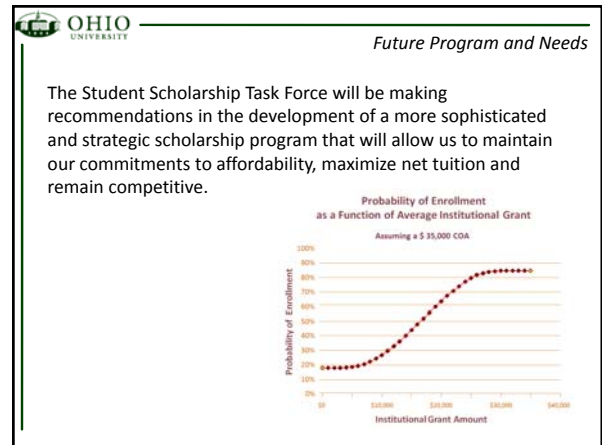 OHIO
UNIVERSITY
Future Program and Needs
The Student Scholarship Task Force will be making
recommendations in the development of a more sophisticated
and strategic scholarship program that will allow us to maintain
our commitments to affordability, maximize net tuition and
remain competitive.
Probability of Enrollment
as a Function of Average Institutional Grant
Assuming a $ 35,000 COA
100%
90%
80%
70%
60%
50%
40%
30%
20%
10%
0%
Probability of Enrollment
$0 $10,000 $20,000 $30,000 $40,000
Institutional Grant Amount